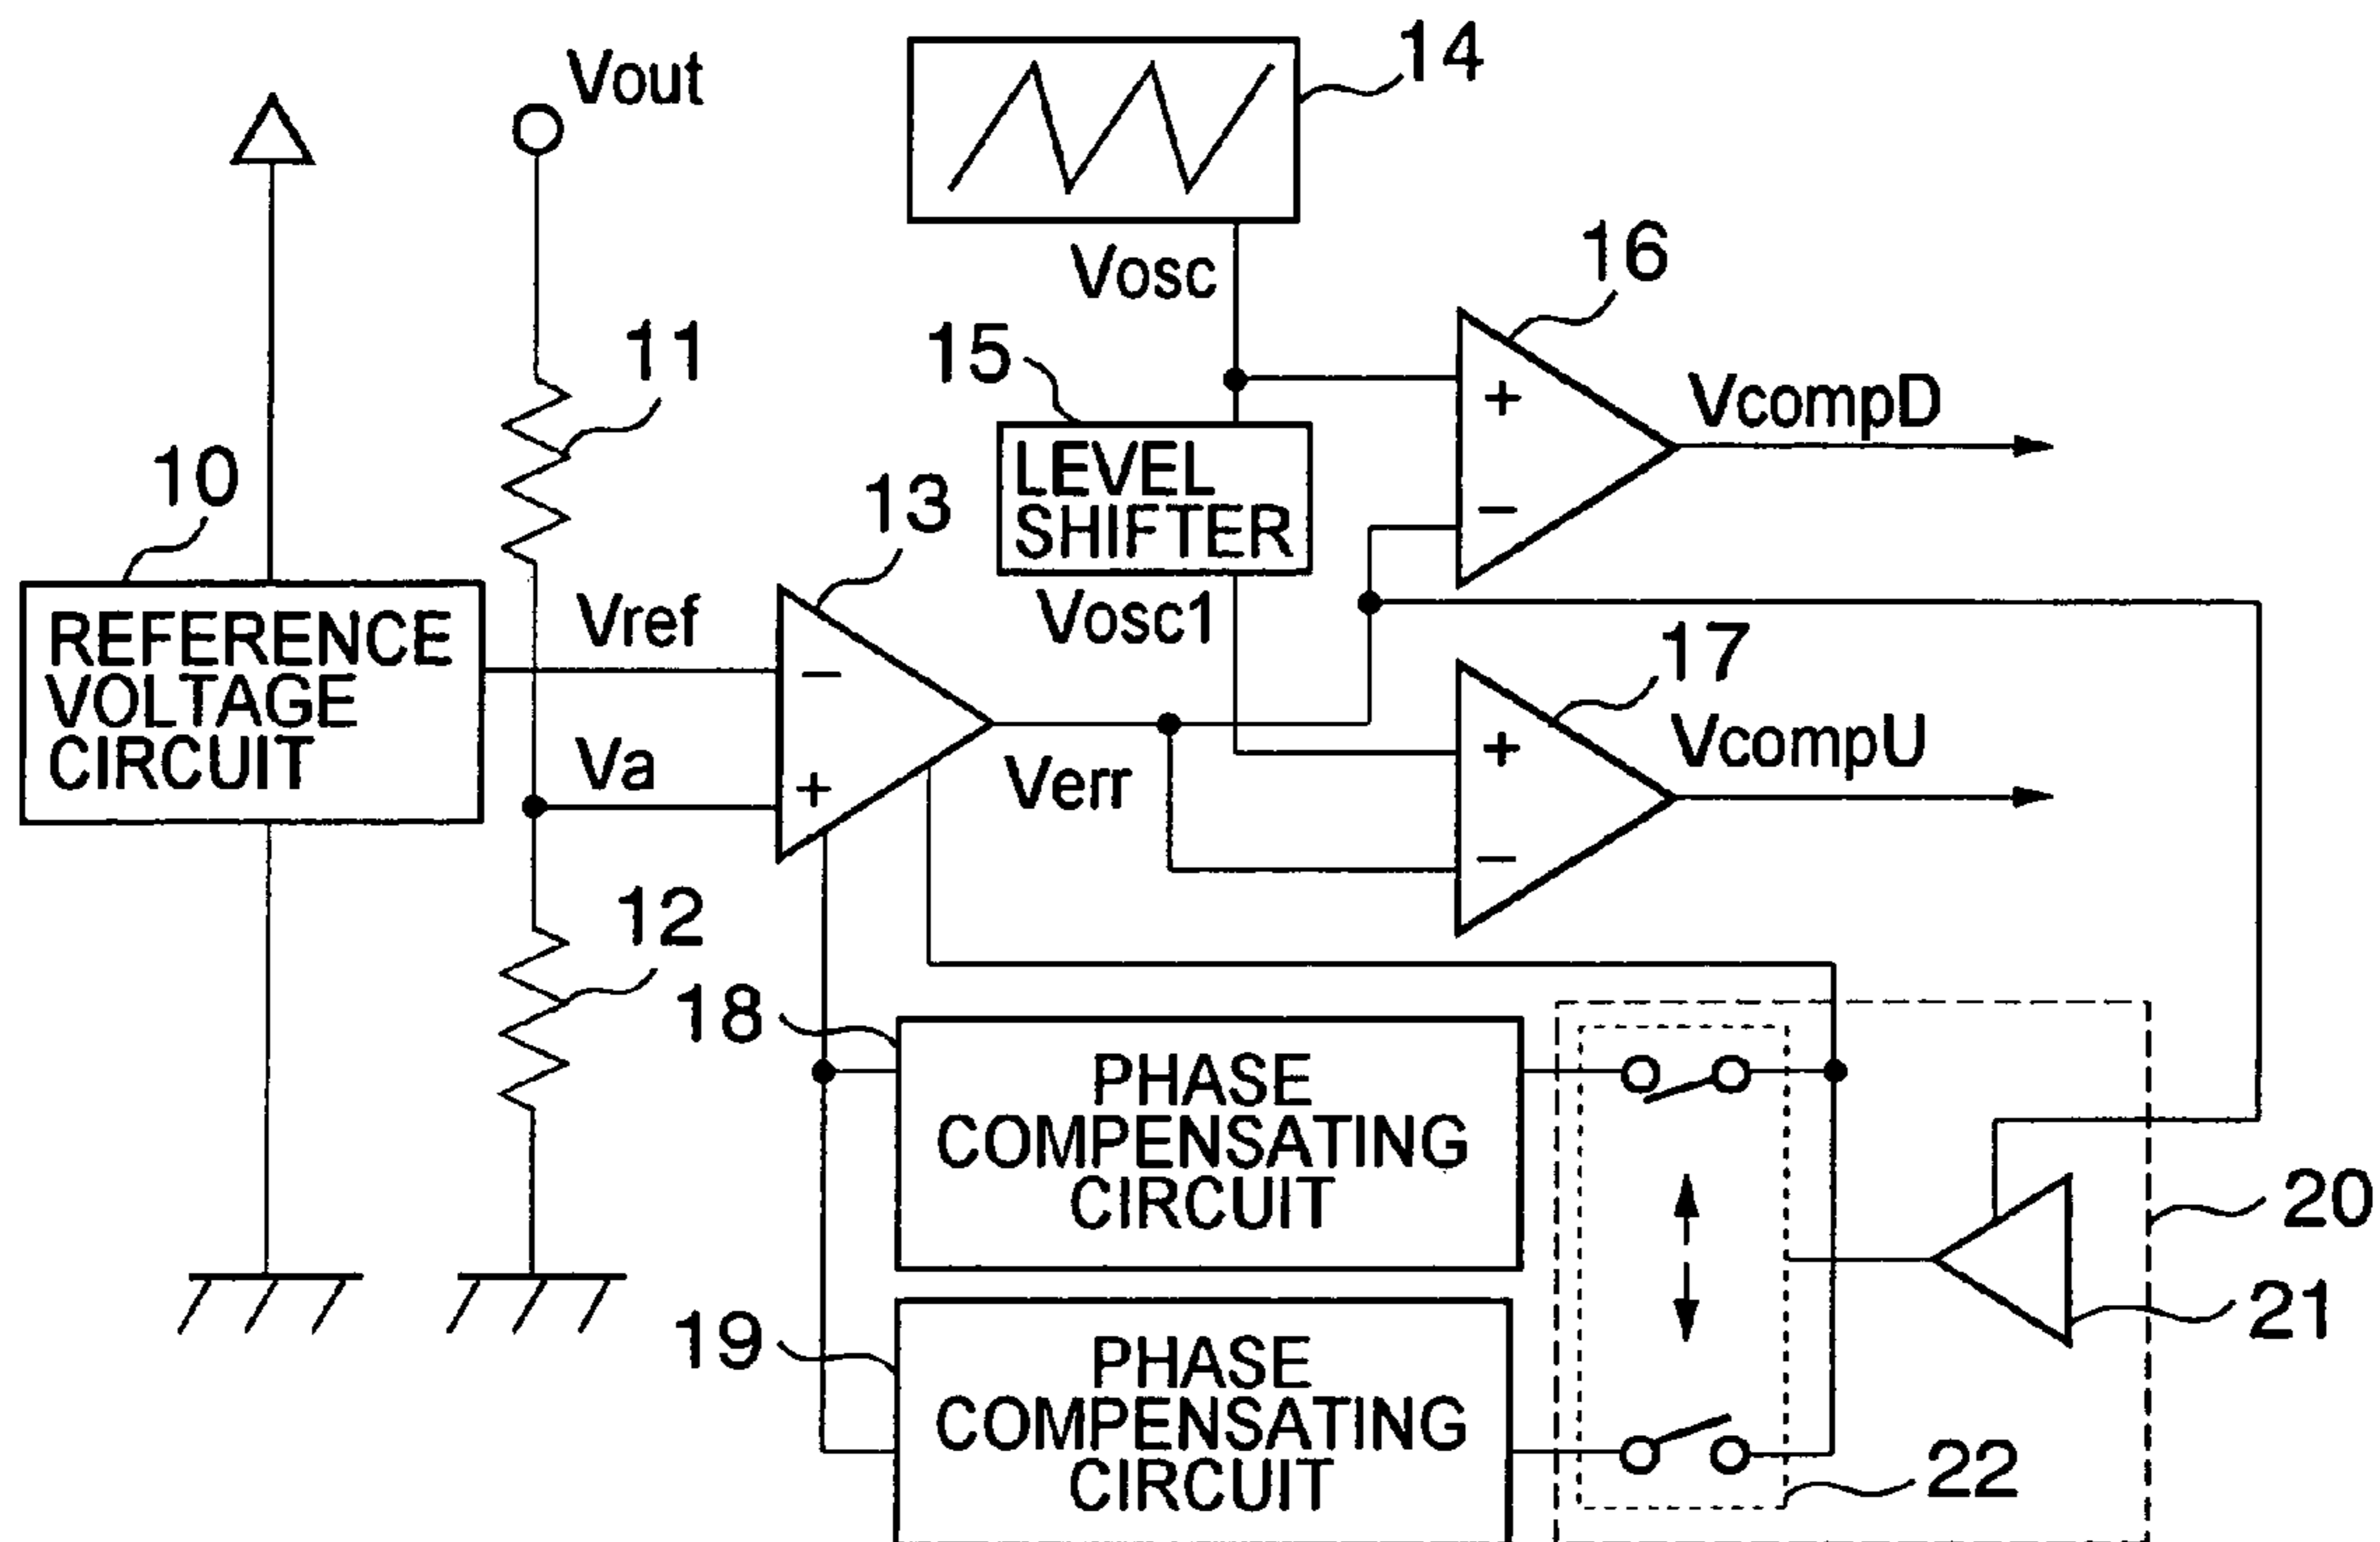 14
Vout
16
Vosc
11
15
+
VcompD
LEVEL
SHIFTER
−
10
13
Vref
Vosc1
17
REFERENCE
VOLTAGE
CIRCUIT
−
+
VcompU
Va
+
Verr
−
12
18
PHASE
COMPENSATING
CIRCUIT
20
21
19
PHASE
COMPENSATING
CIRCUIT
22